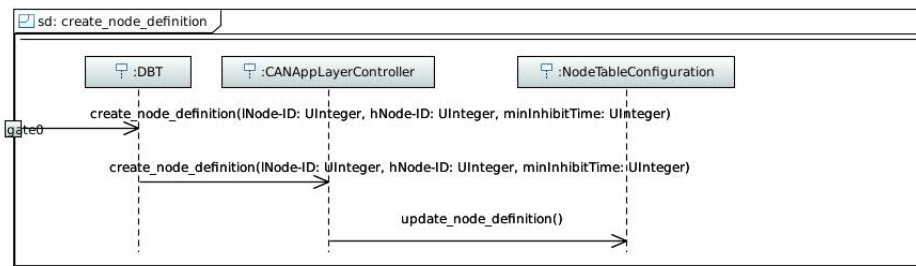 sd: create_node_definition
:DBT
:CANAppLayerController
:NodeTableConfiguration
create_node_definition(lNode-ID: UInteger, hNode-ID: UInteger, minInhibitTime: UInteger)
gate0
create_node_definition(lNode-ID: UInteger, hNode-ID: UInteger, minInhibitTime: UInteger)
update_node_definition()